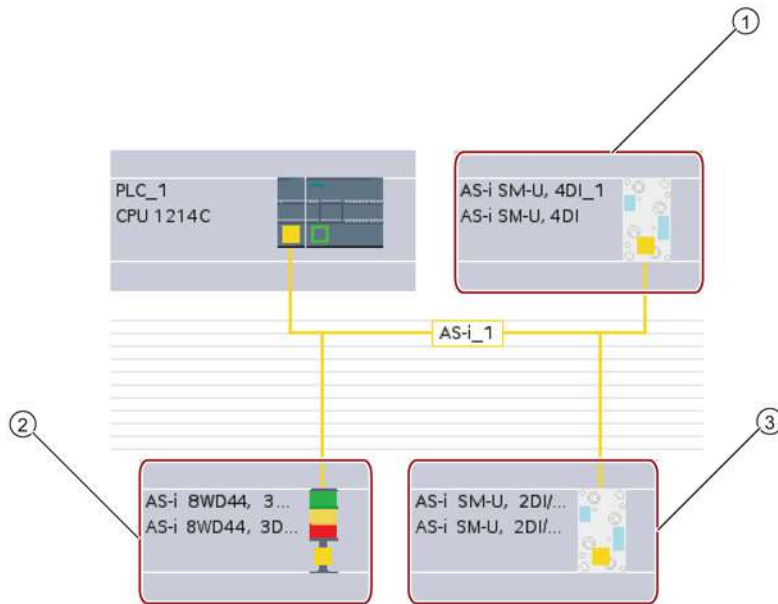 1
PLC_1
CPU 1214C
AS-i SM-U, 4DI_1
AS-i SM-U, 4DI
AS-i_1
2
3
AS-i 8WD44, 3...
AS-i 8WD44, 3D...
AS-i SM-U, 2DI/...
AS-i SM-U, 2DI/...